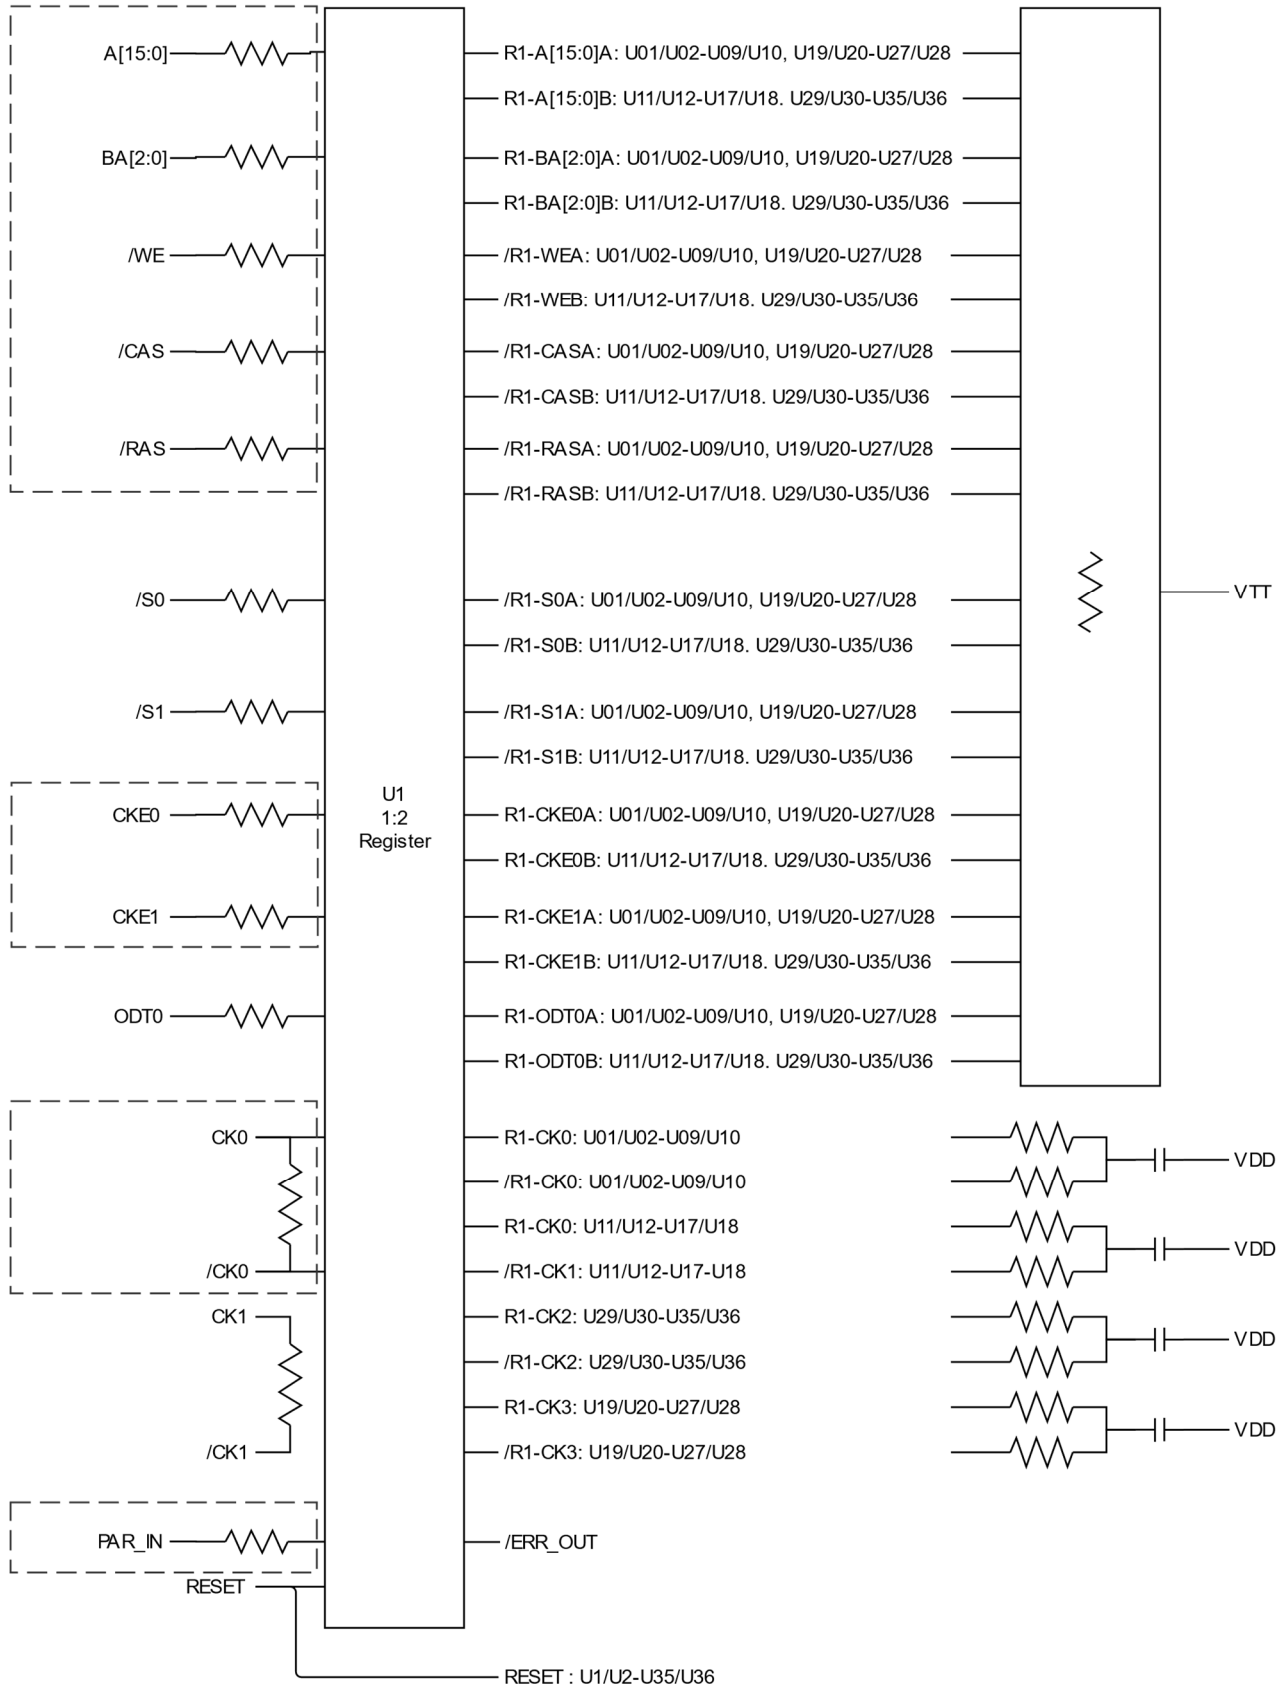 A[15:0]
R1-A[15:0]A: U01/U02-U09/U10, U19/U20-U27/U28
R1-A[15:0]B: U11/U12-U17/U18. U29/U30-U35/U36
BA[2:0]
R1-BA[2:0]A: U01/U02-U09/U10, U19/U20-U27/U28
R1-BA[2:0]B: U11/U12-U17/U18. U29/U30-U35/U36
/WE
/R1-WEA: U01/U02-U09/U10, U19/U20-U27/U28
/R1-WEB: U11/U12-U17/U18. U29/U30-U35/U36
/CAS
/R1-CASA: U01/U02-U09/U10, U19/U20-U27/U28
/R1-CASB: U11/U12-U17/U18. U29/U30-U35/U36
/RAS
/R1-RASA: U01/U02-U09/U10, U19/U20-U27/U28
/R1-RASB: U11/U12-U17/U18. U29/U30-U35/U36
VTT
/S0
/R1-S0A: U01/U02-U09/U10, U19/U20-U27/U28
/R1-S0B: U11/U12-U17/U18. U29/U30-U35/U36
/S1
/R1-S1A: U01/U02-U09/U10, U19/U20-U27/U28
/R1-S1B: U11/U12-U17/U18. U29/U30-U35/U36
U1
1:2
Register
CKE0
R1-CKE0A: U01/U02-U09/U10, U19/U20-U27/U28
R1-CKE0B: U11/U12-U17/U18. U29/U30-U35/U36
CKE1
R1-CKE1A: U01/U02-U09/U10, U19/U20-U27/U28
R1-CKE1B: U11/U12-U17/U18. U29/U30-U35/U36
ODT0
R1-ODT0A: U01/U02-U09/U10, U19/U20-U27/U28
R1-ODT0B: U11/U12-U17/U18. U29/U30-U35/U36
CK0
R1-CK0: U01/U02-U09/U10
VDD
/R1-CK0: U01/U02-U09/U10
R1-CK0: U11/U12-U17/U18
VDD
/CK0
/R1-CK1: U11/U12-U17-U18
CK1
R1-CK2: U29/U30-U35/U36
VDD
/R1-CK2: U29/U30-U35/U36
R1-CK3: U19/U20-U27/U28
VDD
/CK1
/R1-CK3: U19/U20-U27/U28
PAR_IN
/ERR_OUT
RESET
RESET : U1/U2-U35/U36